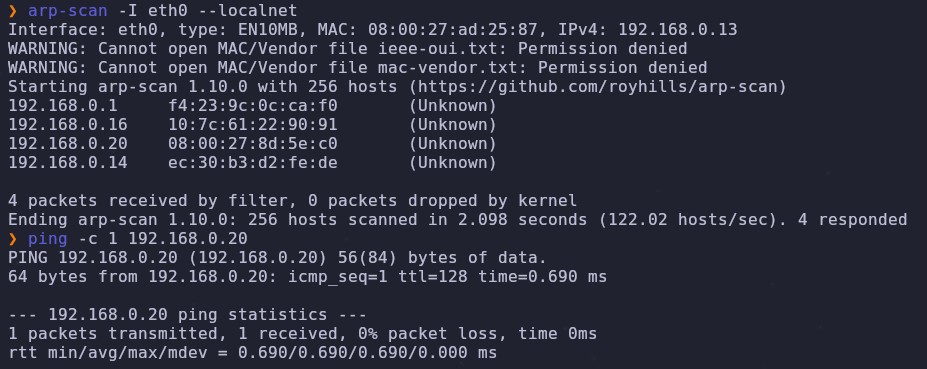 ❯ arp-scan -I eth0 --localnet
Interface: eth0, type: EN10MB, MAC: 08:00:27:ad:25:87, IPv4: 192.168.0.13
WARNING: Cannot open MAC/Vendor file ieee-oui.txt: Permission denied
WARNING: Cannot open MAC/Vendor file mac-vendor.txt: Permission denied
Starting arp-scan 1.10.0 with 256 hosts (https://github.com/royhills/arp-scan)
192.168.0.1     f4:23:9c:0c:ca:f0       (Unknown)
192.168.0.16    10:7c:61:22:90:91       (Unknown)
192.168.0.20    08:00:27:8d:5e:c0       (Unknown)
192.168.0.14    ec:30:b3:d2:fe:de       (Unknown)

4 packets received by filter, 0 packets dropped by kernel
Ending arp-scan 1.10.0: 256 hosts scanned in 2.098 seconds (122.02 hosts/sec). 4 responded
❯ ping -c 1 192.168.0.20
PING 192.168.0.20 (192.168.0.20) 56(84) bytes of data.
64 bytes from 192.168.0.20: icmp_seq=1 ttl=128 time=0.690 ms

--- 192.168.0.20 ping statistics ---
1 packets transmitted, 1 received, 0% packet loss, time 0ms
rtt min/avg/max/mdev = 0.690/0.690/0.690/0.000 ms